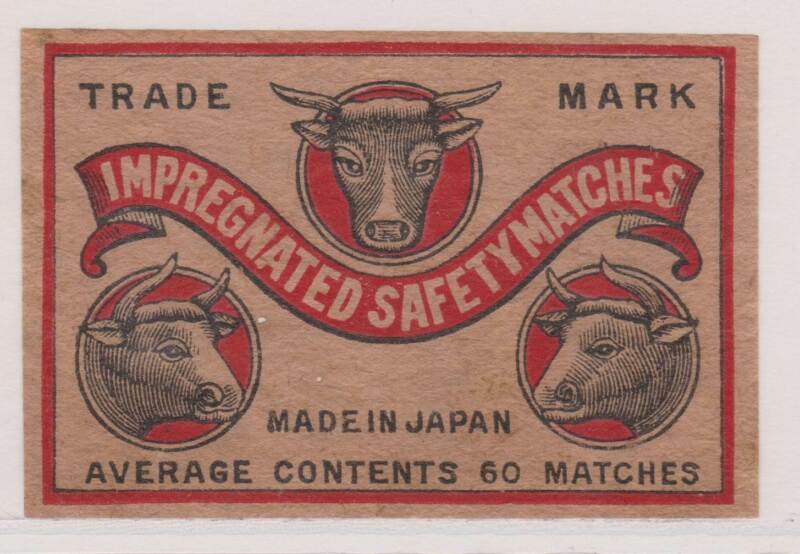 TRADE MARK
IMPREGNATED SAFETY MATCHES
MADE IN JAPAN
AVERAGE CONTENTS 60 MATCHES